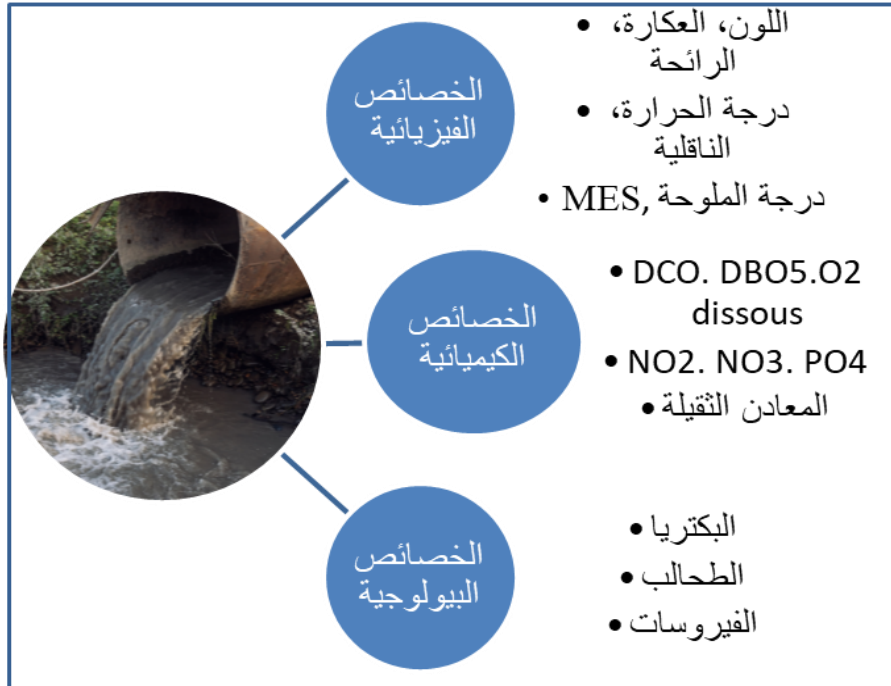 الخصائص
الفيزيائية
• اللون، العكارة،
الرائحة
• درجة الحرارة،
الناقلية
• MES, درجة الملوحة
الخصائص
الكيميائية
• DCO. DBO5.O2
dissous
• NO2. NO3. PO4
• المعادن الثقيلة
الخصائص
البيولوجية
• البكتريا
• الطحالب
• الفيروسات